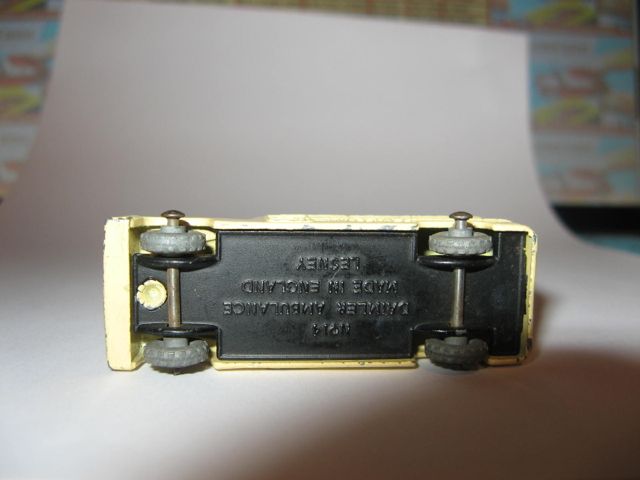 Nº14
DAIMLER AMBULANCE
MADE IN ENGLAND
LESNEY